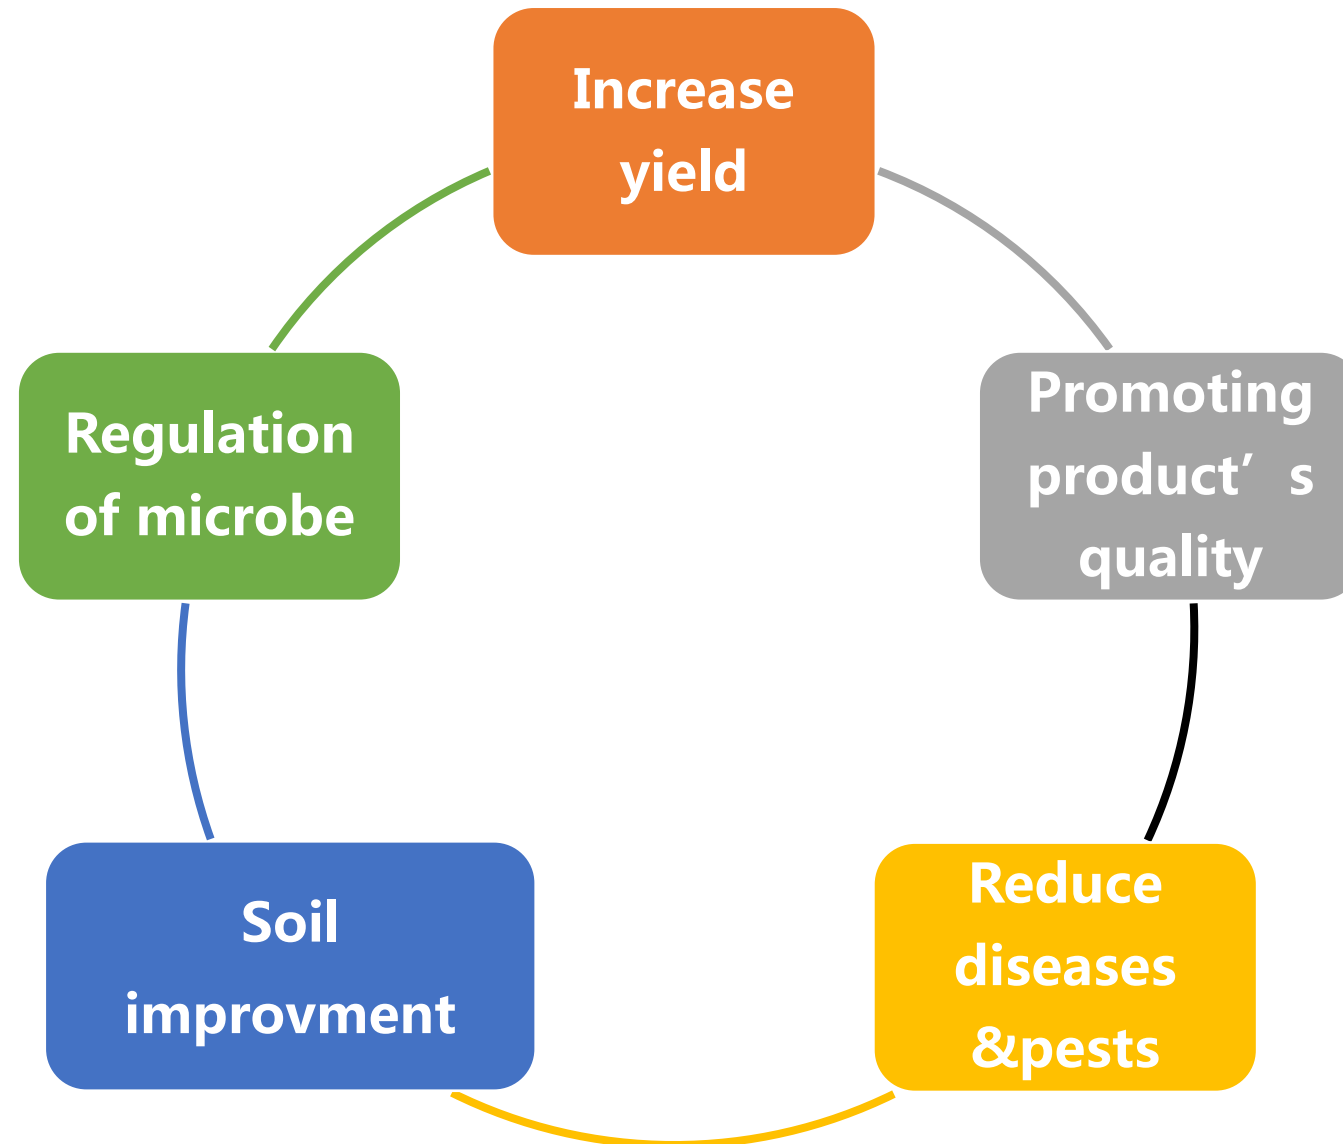 Increase
yield
Promoting
product’ s
quality
Reduce
diseases
&pests
Soil
improvment
Regulation
of microbe